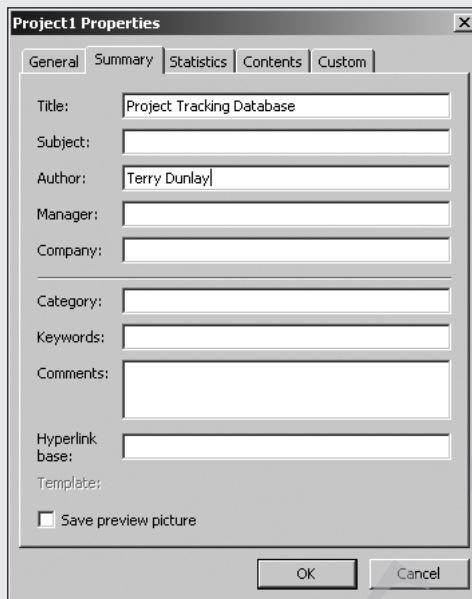 Project1 Properties
General Summary Statistics Contents Custom
Title: Project Tracking Database
Subject:
Author: Terry Dunlay
Manager:
Company:
Category:
Keywords:
Comments:
Hyperlink
base:
Template:
Save preview picture
OK Cancel